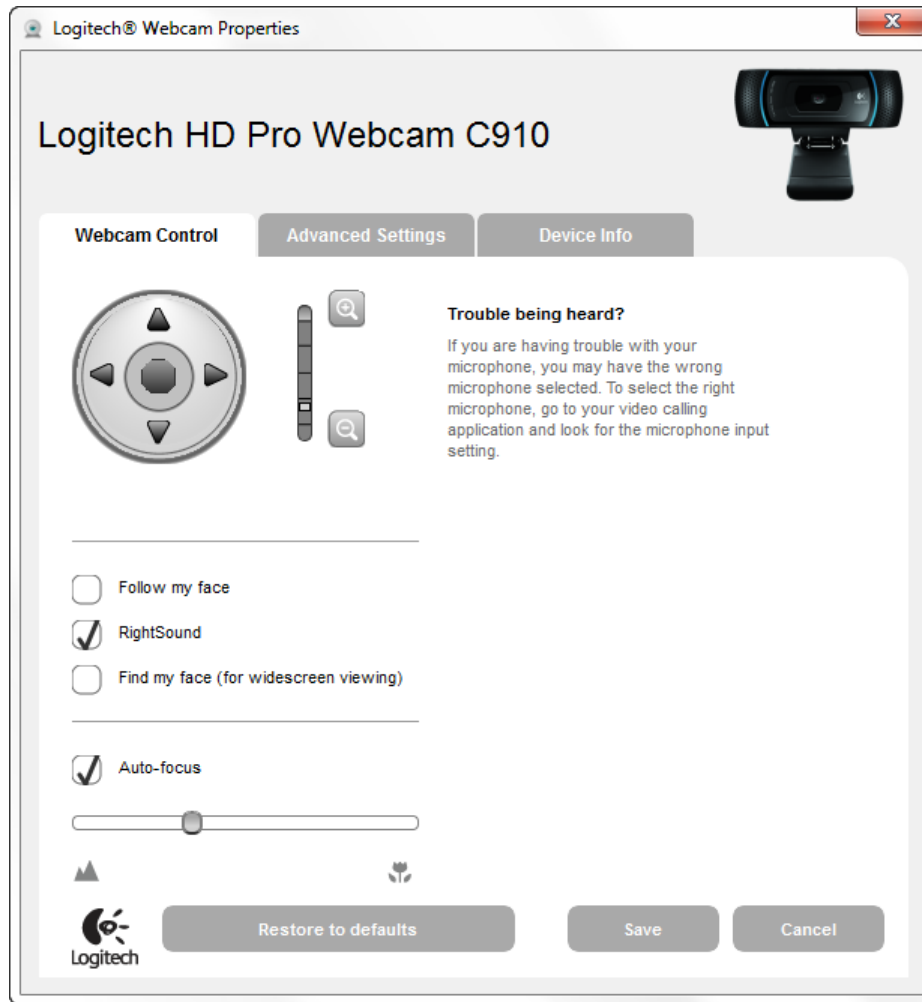 Logitech® Webcam Properties
Logitech HD Pro Webcam C910
Webcam Control
Advanced Settings
Device Info
Trouble being heard?
If you are having trouble with your
microphone, you may have the wrong
microphone selected. To select the right
microphone, go to your video calling
application and look for the microphone input
setting.
Follow my face
RightSound
Find my face (for widescreen viewing)
Auto-focus
Logitech
Restore to defaults
Save
Cancel